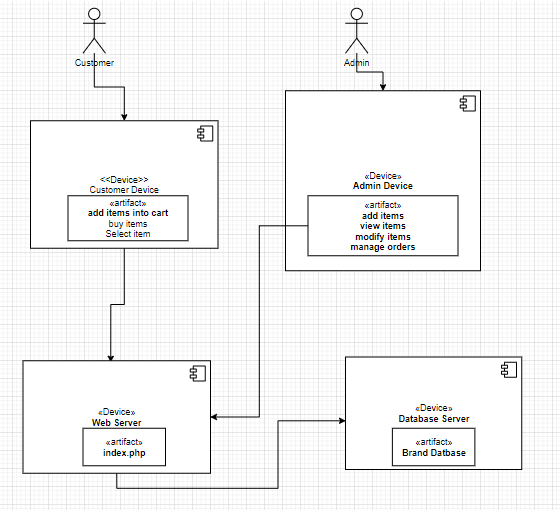 Customer
Admin
<<Device>>
Customer Device
«artifact»
add items into cart
buy items
Select item
«Device»
Admin Device
«artifact»
add items
view items
modify items
manage orders
«Device»
Web Server
«artifact»
index.php
«Device»
Database Server
«artifact»
Brand Datbase